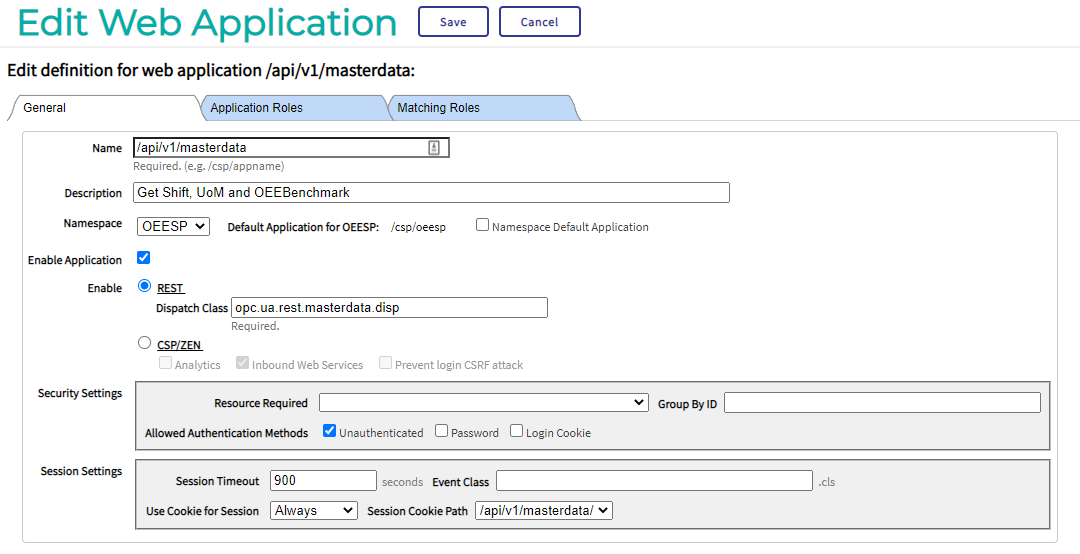 Edit Web Application Save Cancel
Edit definition for web application /api/v1/masterdata:
General Application Roles Matching Roles
Name /api/v1/masterdata
Required. (e.g. /csp/appname)
Description Get Shift, UoM and OEEBenchmark
Namespace OEESP Default Application for OEESP: /csp/oeesp Namespace Default Application
Enable Application
Enable REST
Dispatch Class opc.ua.rest.masterdata.disp
Required.
CSP/ZEN
Analytics Inbound Web Services Prevent login CSRF attack
Security Settings
Resource Required Group By ID
Allowed Authentication Methods Unauthenticated Password Login Cookie
Session Settings
Session Timeout 900 seconds Event Class .cls
Use Cookie for Session Always Session Cookie Path /api/v1/masterdata/